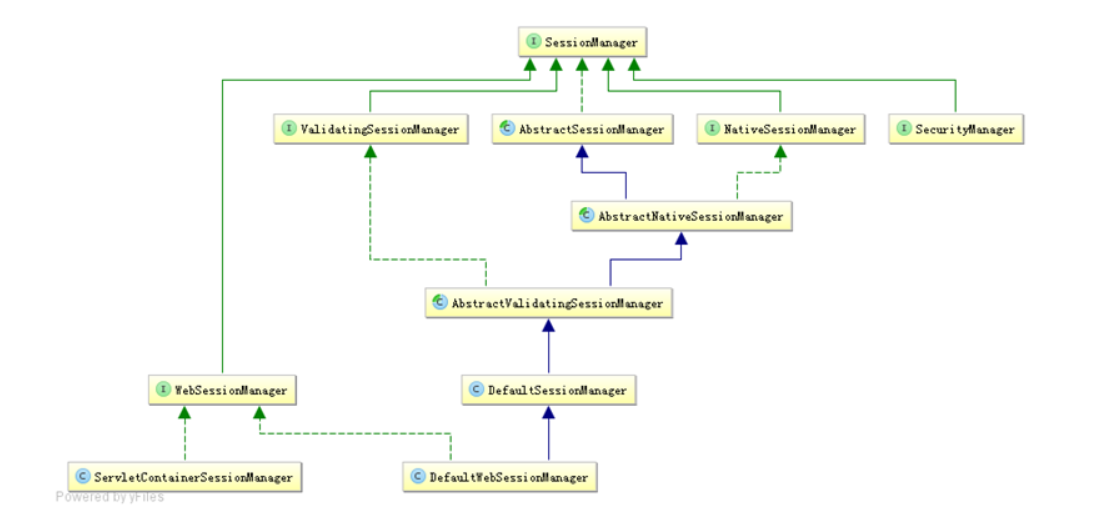 I SessionManager
I ValidatingSessionManager
C AbstractSessionManager
I NativeSessionManager
I SecurityManager
C AbstractNativeSessionManager
C AbstractValidatingSessionManager
I WebSessionManager
C DefaultSessionManager
C ServletContainerSessionManager
C DefaultWebSessionManager
Powered by yFiles